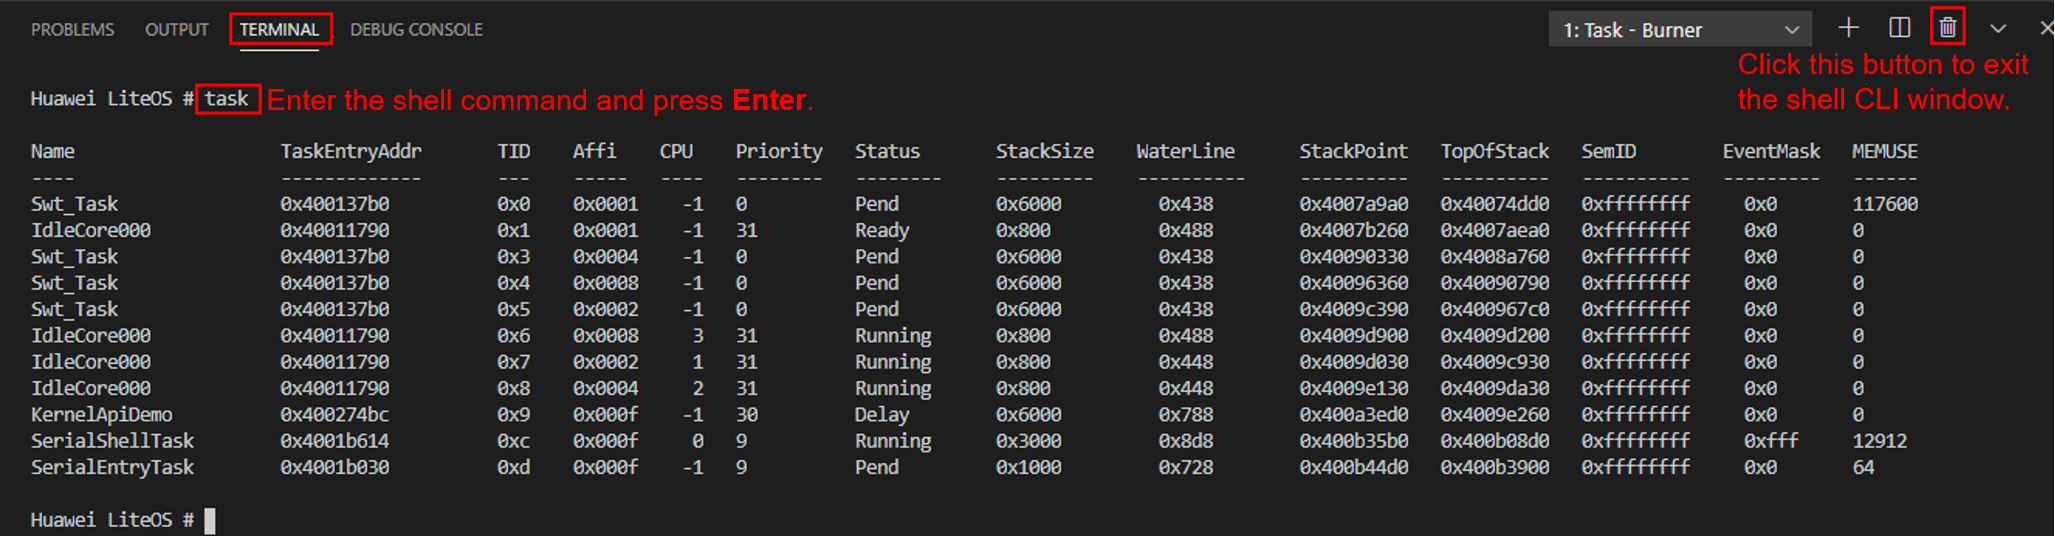 PROBLEMS OUTPUT TERMINAL DEBUG CONSOLE 1: Task - Burner
Click this button to exit
the shell CLI window.
Huawei LiteOS # task Enter the shell command and press Enter.
Name TaskEntryAddr TID Affi CPU Priority Status StackSize WaterLine StackPoint TopOfStack SemID EventMask MEMUSE
---- ------------- --- ----- ---- -------- -------- --------- ---------- ---------- ---------- ---------- --------- ------
Swt_Task 0x400137b0 0x0 0x0001 -1 0 Pend 0x6000 0x438 0x4007a9a0 0x40074dd0 0xffffffff 0x0 117600
IdleCore000 0x40011790 0x1 0x0001 -1 31 Ready 0x800 0x488 0x4007b260 0x4007aea0 0xffffffff 0x0 0
Swt_Task 0x400137b0 0x3 0x0004 -1 0 Pend 0x6000 0x438 0x40090330 0x4008a760 0xffffffff 0x0 0
Swt_Task 0x400137b0 0x4 0x0008 -1 0 Pend 0x6000 0x438 0x40096360 0x40090790 0xffffffff 0x0 0
Swt_Task 0x400137b0 0x5 0x0002 -1 0 Pend 0x6000 0x438 0x4009c390 0x400967c0 0xffffffff 0x0 0
IdleCore000 0x40011790 0x6 0x0008 3 31 Running 0x800 0x488 0x4009d900 0x4009d200 0xffffffff 0x0 0
IdleCore000 0x40011790 0x7 0x0002 1 31 Running 0x800 0x448 0x4009d030 0x4009c930 0xffffffff 0x0 0
IdleCore000 0x40011790 0x8 0x0004 2 31 Running 0x800 0x448 0x4009e130 0x4009da30 0xffffffff 0x0 0
KernelApiDemo 0x400274bc 0x9 0x000f -1 30 Delay 0x6000 0x788 0x400a3ed0 0x4009e260 0xffffffff 0x0 0
SerialShellTask 0x4001b614 0xc 0x000f 0 9 Running 0x3000 0x8d8 0x400b35b0 0x400b08d0 0xffffffff 0xfff 12912
SerialEntryTask 0x4001b030 0xd 0x000f -1 9 Pend 0x1000 0x728 0x400b44d0 0x400b3900 0xffffffff 0x0 64
Huawei LiteOS #